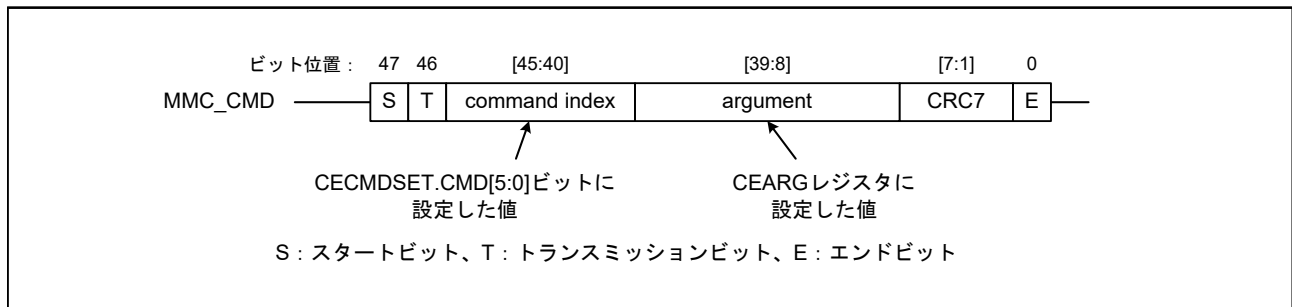 ビット位置： 47 46 [45:40] [39:8] [7:1] 0
MMC_CMD S T command index argument CRC7 E
CECMDSET.CMD[5:0]ビットに CEARGレジスタに
設定した値 設定した値
S：スタートビット、T：トランスミッションビット、E：エンドビット